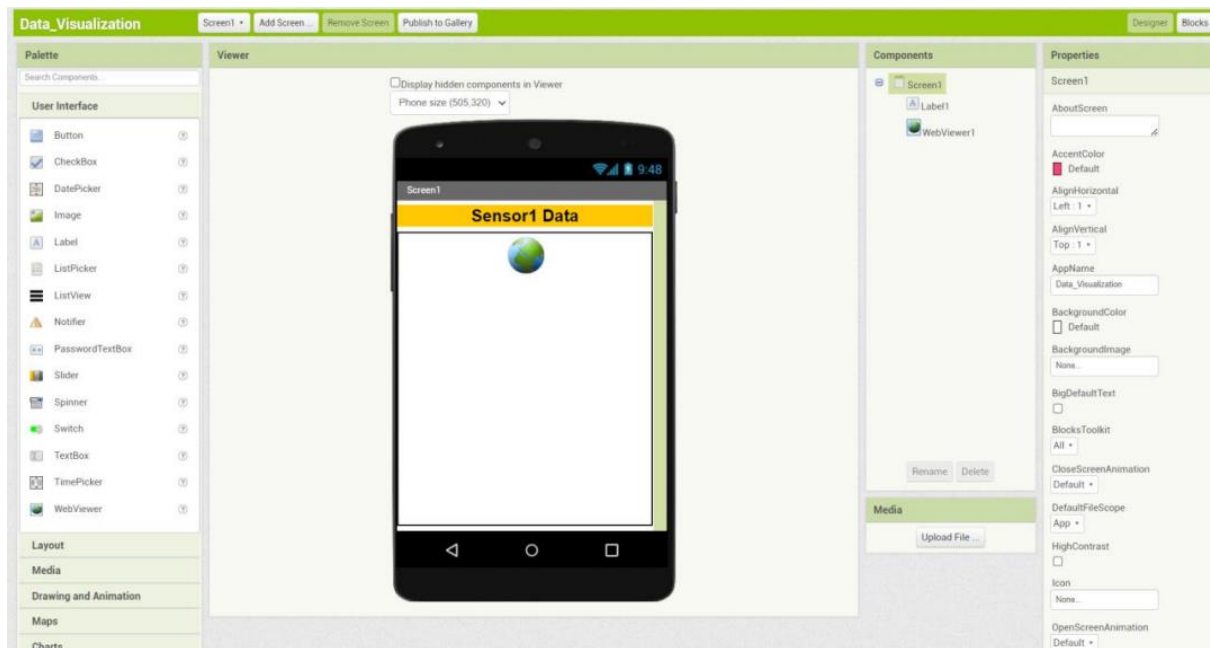 Data_Visualization
Screen1
Add Screen...
Remove Screen
Publish to Gallery
Designer
Blocks
Palette
Search Components...
User Interface
Button
CheckBox
DatePicker
Image
Label
ListPicker
ListView
Notifier
PasswordTextBox
Slider
Spinner
Switch
TextBox
TimePicker
WebViewer
Layout
Media
Drawing and Animation
Maps
Charts
Viewer
Display hidden components in Viewer
Phone size (505,320)
9:48
Screen1
Sensor1 Data
Components
Screen1
Label1
WebViewer1
Rename
Delete
Media
Upload File ...
Properties
Screen1
AboutScreen
AccentColor
Default
AlignHorizontal
Left : 1
AlignVertical
Top : 1
AppName
Data_Visualization
BackgroundColor
Default
BackgroundImage
None...
BigDefaultText
BlocksToolkit
All
CloseScreenAnimation
Default
DefaultFileScope
App
HighContrast
Icon
None...
OpenScreenAnimation
Default